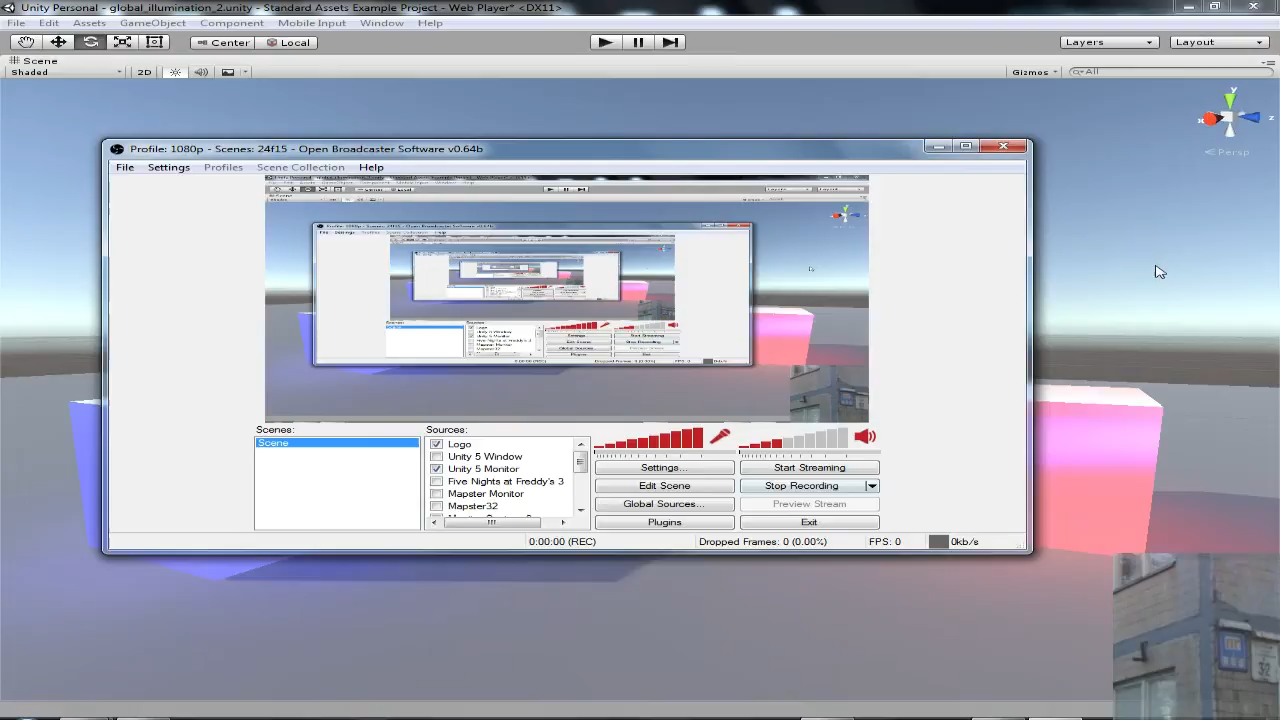 Unity Personal - global_illumination_2.unity - Standard Assets Example Project - Web Player* <DX11>
File Edit Assets GameObject Component Mobile Input Window Help
Center Local Layers Layout
Scene
Shaded 2D Gizmos All
y
x z
Persp
Profile: 1080p - Scenes: 24f15 - Open Broadcaster Software v0.64b
File Settings Profiles Scene Collection Help
Scenes: Sources:
Scene
Logo
Unity 5 Window
Unity 5 Monitor
Five Nights at Freddy's 3
Mapster Monitor
Mapster32
Settings... Start Streaming
Edit Scene Stop Recording
Global Sources... Preview Stream
Plugins Exit
0:00:00 (REC) Dropped Frames: 0 (0.00%) FPS: 0 0kb/s
32